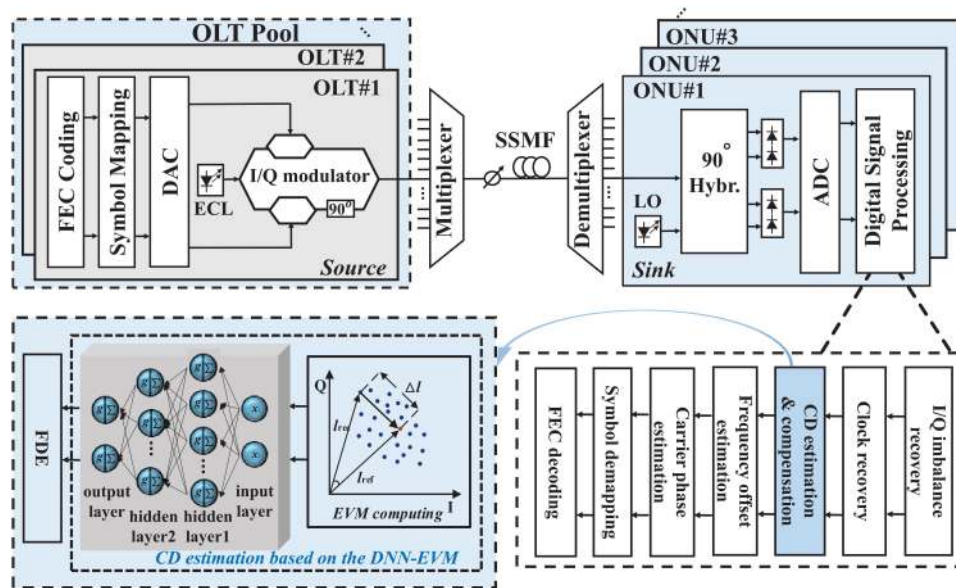 OLT Pool
OLT#2
OLT#1
FEC Coding
Symbol Mapping
DAC
ECL
I/Q modulator
90°
Source
Multiplexer
SSMF
Demultiplexer
ONU#3
ONU#2
ONU#1
LO
90°
Hybr.
ADC
Digital Signal
Processing
Sink
FDE
g Σ
g Σ
g Σ
g Σ
g Σ
g Σ
g Σ
g Σ
g Σ
x
x
output
layer
hidden
layer2
hidden
layer1
input
layer
Q
Δl
l
l
I
EVM computing
CD estimation based on the DNN-EVM
FEC decoding
Symbol demapping
Carrier phase
estimation
Frequency offset
estimation
CD estimation
& compensation
Clock recovery
I/Q imbalance
recovery